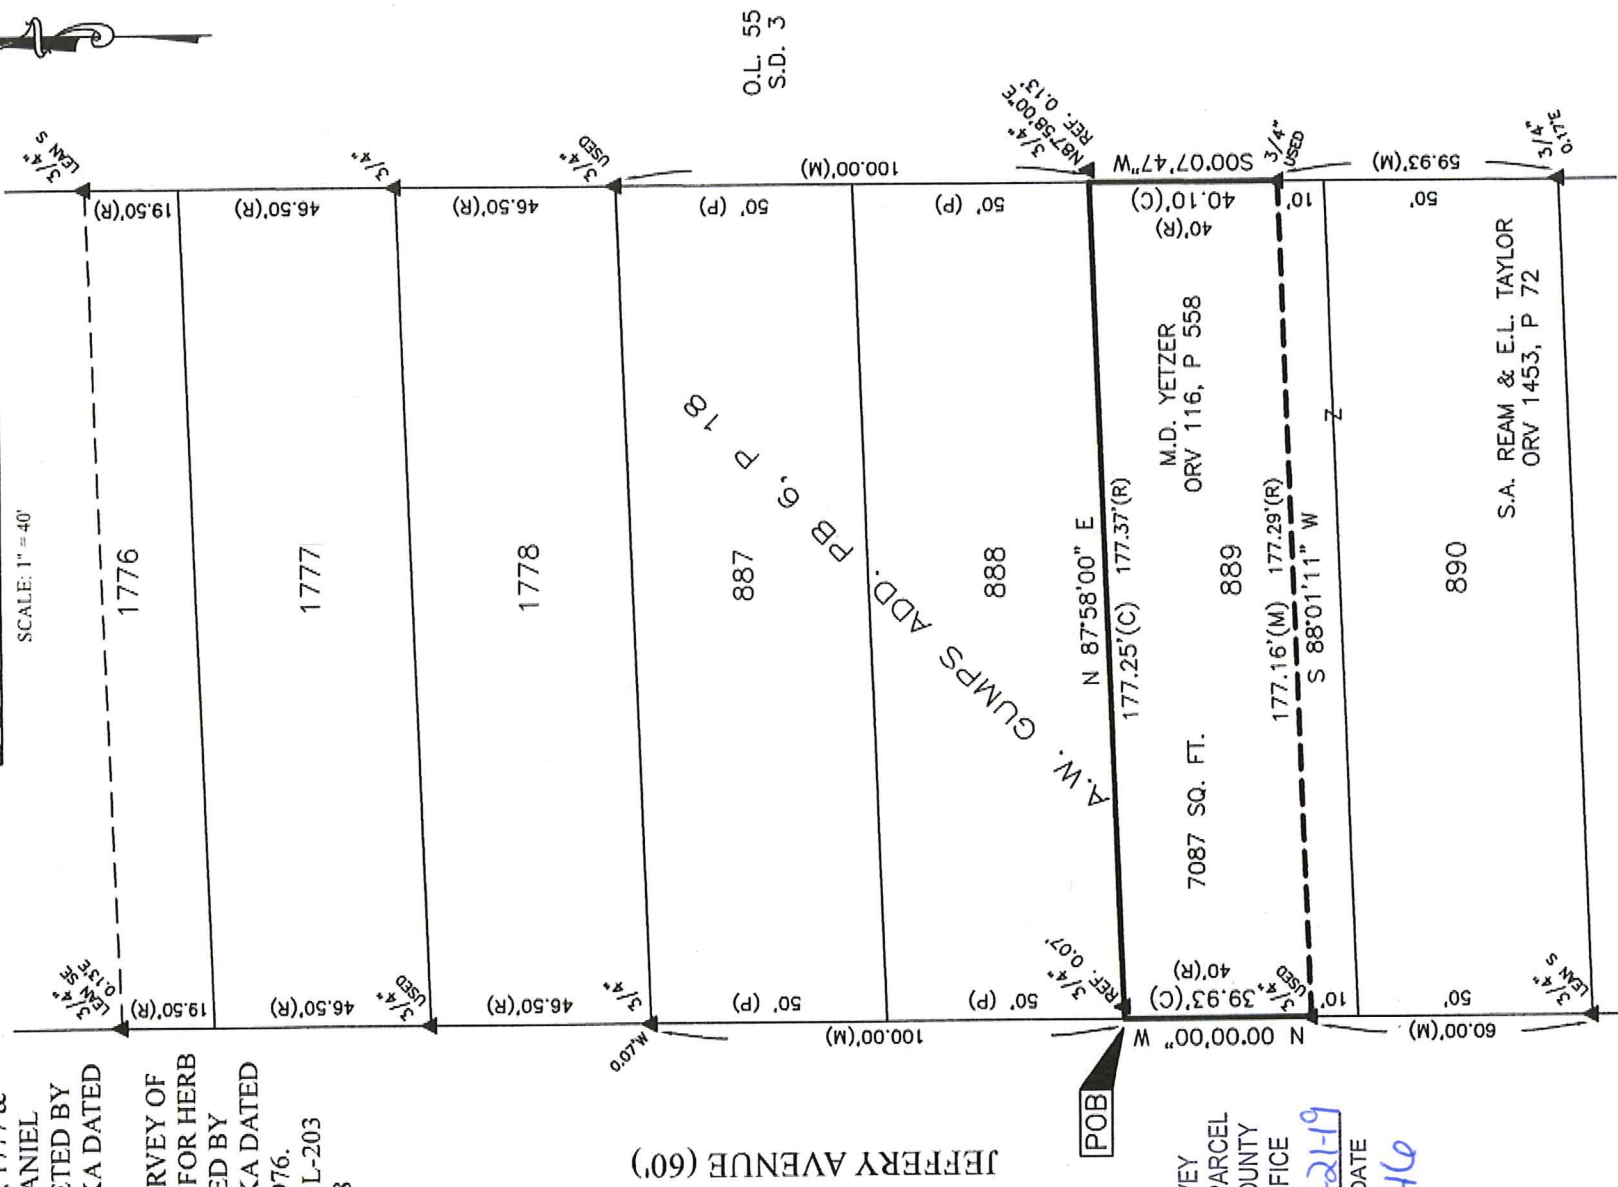 SCALE: 1" = 40'
O.L. 55
S.D. 3
3/4"
LEAN S
3/4"
LEAN SE
0.13'E
19.50'(R)
1776
19.50'(R)
46.50'(R)
1777
46.50'(R)
3/4"
USED
3/4"
46.50'(R)
1778
46.50'(R)
3/4"
0.07'W
3/4"
USED
100.00'(M)
50' (P)
887
50' (P)
100.00'(M)
A.W. GUMPS ADD. PB 6, P 18
50' (P)
888
50' (P)
3/4"
REF. 0.07'
3/4"
N87°58'00"E
REF. 0.13'
POB
N 87°58'00" E
177.25'(C) 177.37'(R)
N 00°00'00" W
39.93'(C)
40'(R)
7087 SQ. FT.
889
M.D. YETZER
ORV 116, P 558
40'(R)
40.10'(C)
S00°07'47"W
177.16'(M) 177.29'(R)
S 88°01'11" W
3/4"
USED
3/4"
USED
10'
10'
Z
60.00'(M)
50'
890
S.A. REAM & E.L. TAYLOR
ORV 1453, P 72
50'
59.93'(M)
3/4"
LEAN S
3/4"
0.17'E
JEFFERY AVENUE (60')
1777 &
ANIEL
ETED BY
KA DATED
RVEY OF
FOR HERB
ED BY
KA DATED
976.
L-203
VEY
PARCEL
OUNTY
FICE
-21-19
DATE